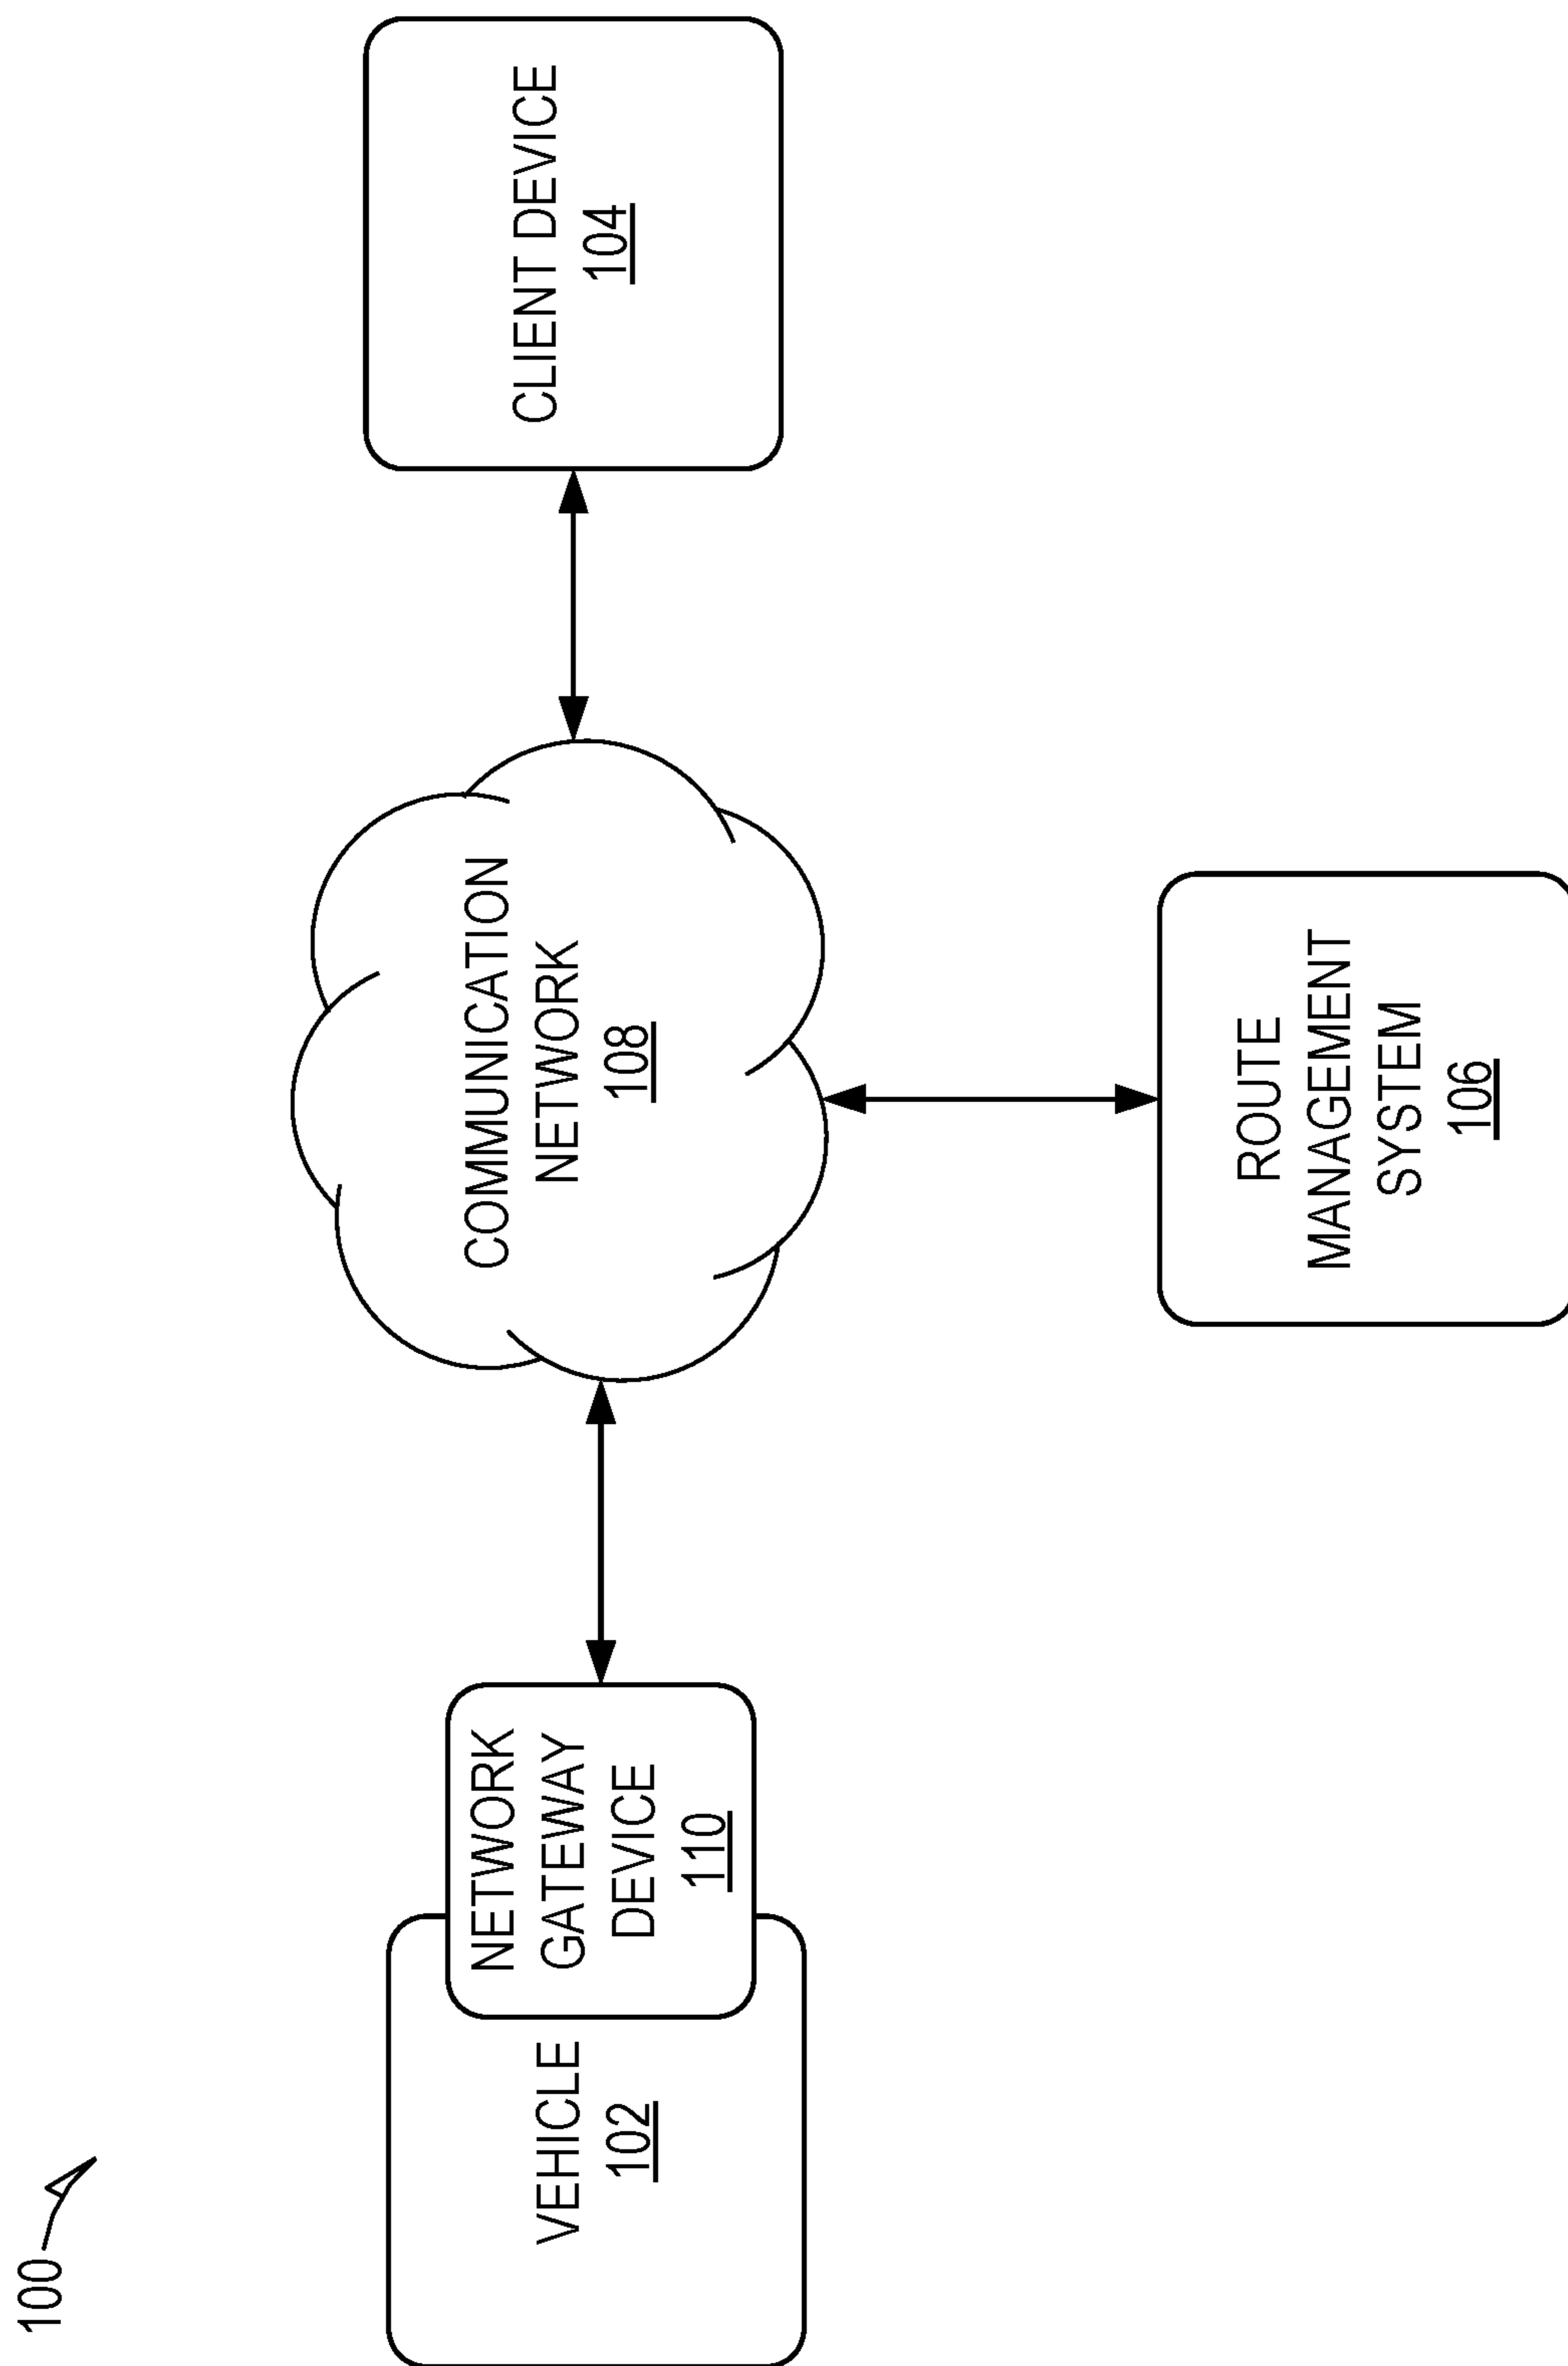 100
VEHICLE
102
NETWORK
GATEWAY
DEVICE
110
COMMUNICATION
NETWORK
108
CLIENT DEVICE
104
ROUTE
MANAGEMENT
SYSTEM
106